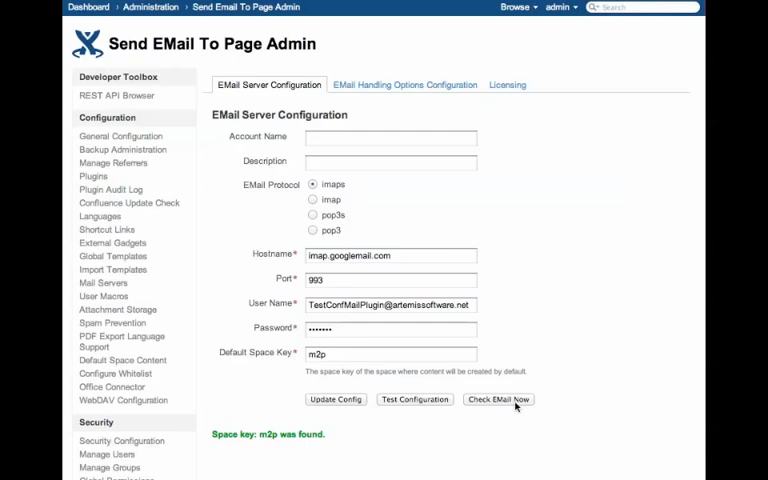 Dashboard › Administration › Send Email To Page Admin Browse admin Search
Send EMail To Page Admin
Developer Toolbox
REST API Browser
Configuration
General Configuration
Backup Administration
Manage Referrers
Plugins
Plugin Audit Log
Confluence Update Check
Languages
Shortcut Links
External Gadgets
Global Templates
Import Templates
Mail Servers
User Macros
Attachment Storage
Spam Prevention
PDF Export Language
Support
Default Space Content
Configure Whitelist
Office Connector
WebDAV Configuration
Security
Security Configuration
Manage Users
Manage Groups
EMail Server Configuration EMail Handling Options Configuration Licensing
EMail Server Configuration
Account Name
Description
EMail Protocol imaps
imap
pop3s
pop3
Hostname* imap.googlemail.com
Port* 993
User Name* TestConfMailPlugin@artemissoftware.net
Password* •••••••
Default Space Key* m2p
The space key of the space where content will be created by default.
Update Config Test Configuration Check EMail Now
Space key: m2p was found.